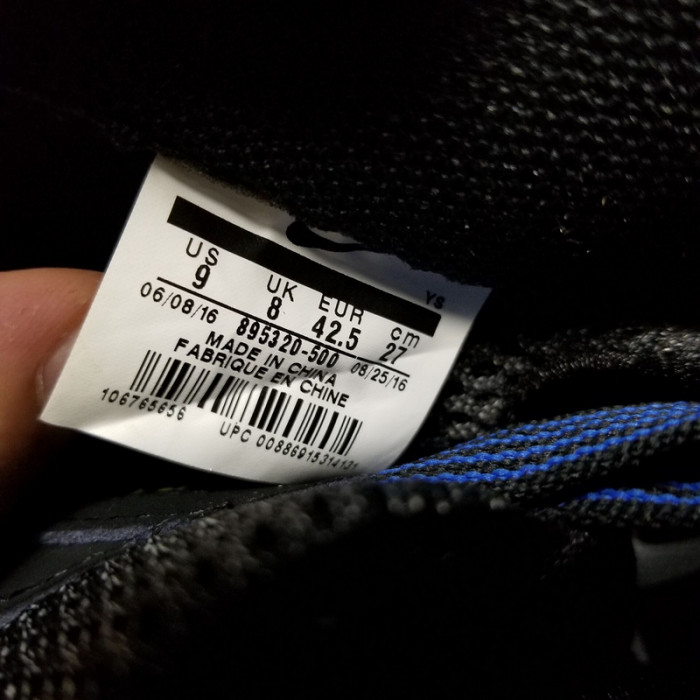 YS
US UK EUR cm
9 8 42.5 27
06/08/16 895320-500 08/25/16
MADE IN CHINA
FABRIQUE EN CHINE
106765656
UPC